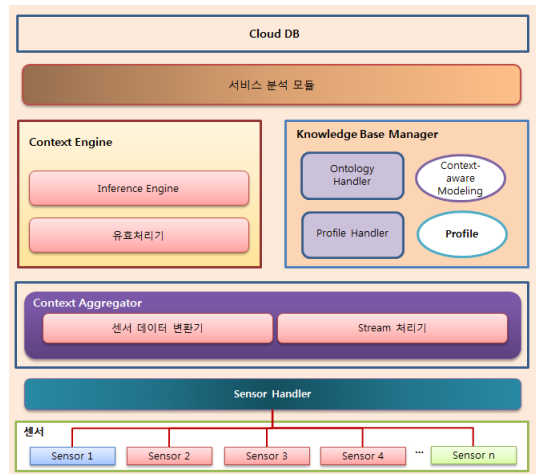 Cloud DB
서비스 분석 모듈
Context Engine
Inference Engine
유효처리기
Knowledge Base Manager
Ontology
Handler
Context-
aware
Modeling
Profile Handler
Profile
Context Aggregator
센서 데이터 변환기
Stream 처리기
Sensor Handler
센서
Sensor 1
Sensor 2
Sensor 3
Sensor 4
...
Sensor n